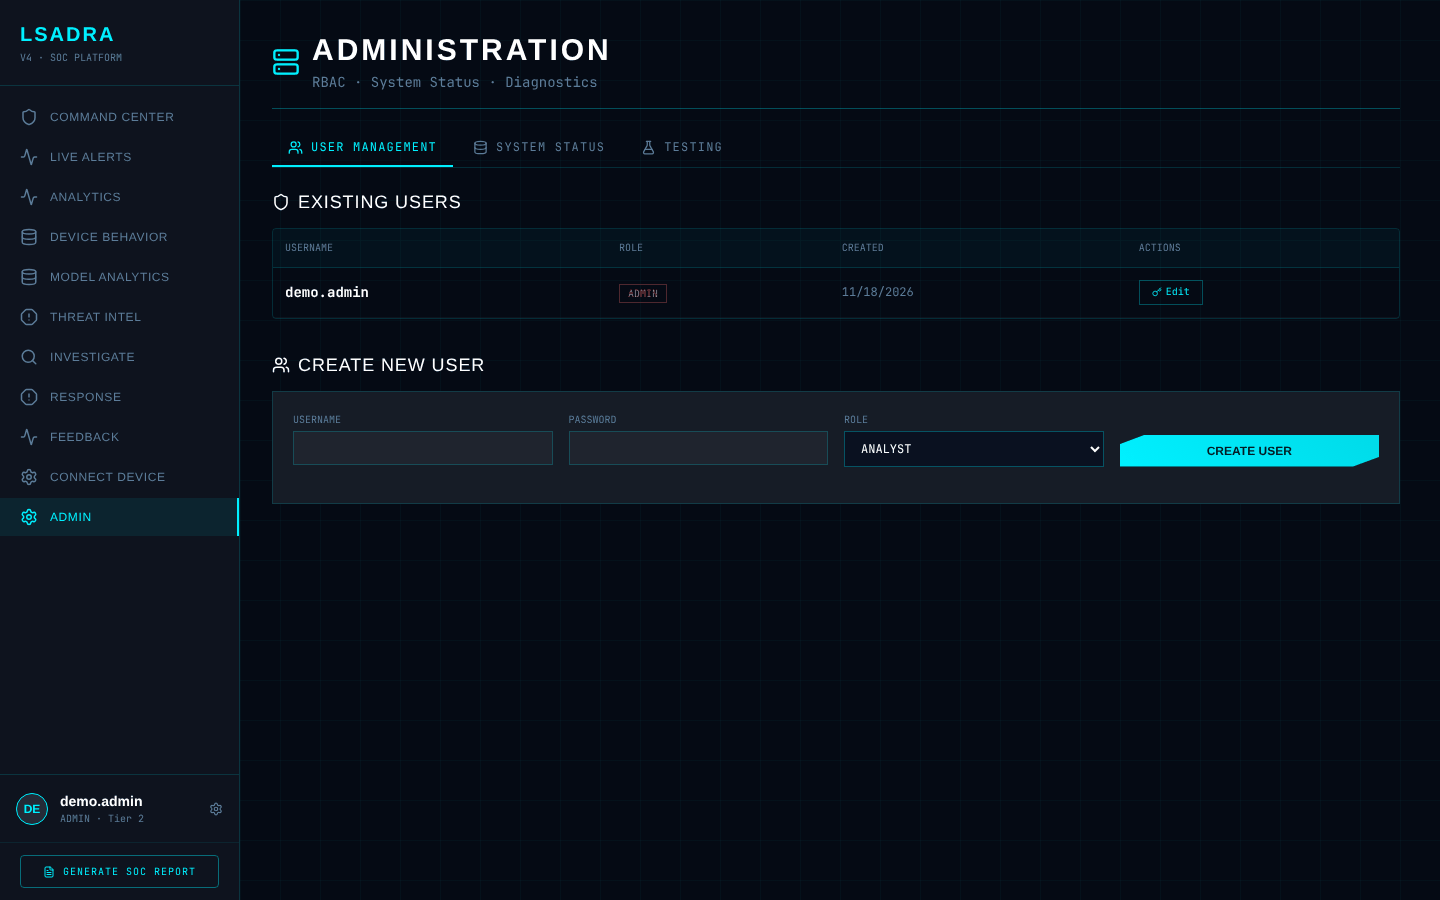 LSADRA
V4 · SOC PLATFORM
COMMAND CENTER
LIVE ALERTS
ANALYTICS
DEVICE BEHAVIOR
MODEL ANALYTICS
THREAT INTEL
INVESTIGATE
RESPONSE
FEEDBACK
CONNECT DEVICE
ADMIN
DE
demo.admin
ADMIN · Tier 2
GENERATE SOC REPORT
ADMINISTRATION
RBAC · System Status · Diagnostics
USER MANAGEMENT SYSTEM STATUS TESTING
EXISTING USERS
USERNAME ROLE CREATED ACTIONS
demo.admin ADMIN 11/18/2026 Edit
CREATE NEW USER
USERNAME PASSWORD ROLE
ANALYST CREATE USER